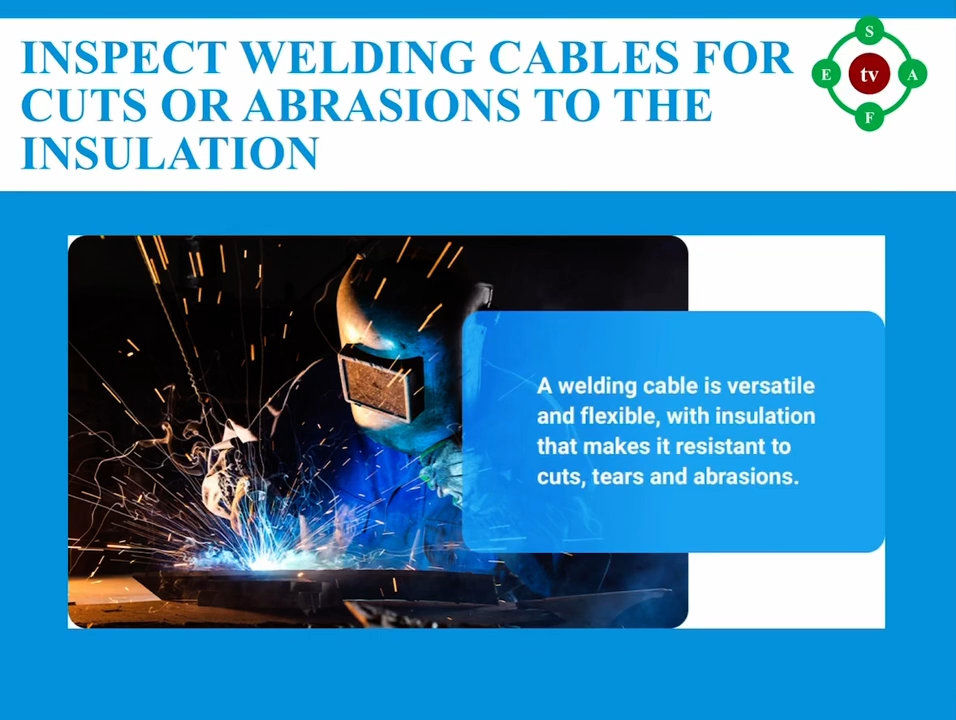 INSPECT WELDING CABLES FOR
CUTS OR ABRASIONS TO THE
INSULATION
S
E
tv
A
F
A welding cable is versatile
and flexible, with insulation
that makes it resistant to
cuts, tears and abrasions.